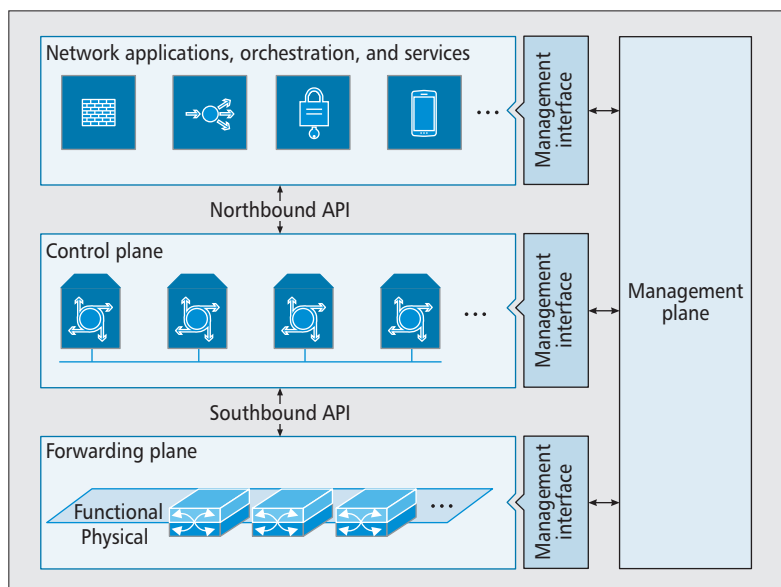 Network applications, orchestration, and services
...
Management
interface
Northbound API
Control plane
...
Management
interface
Management
plane
Southbound API
Forwarding plane
Functional
Physical
...
Management
interface